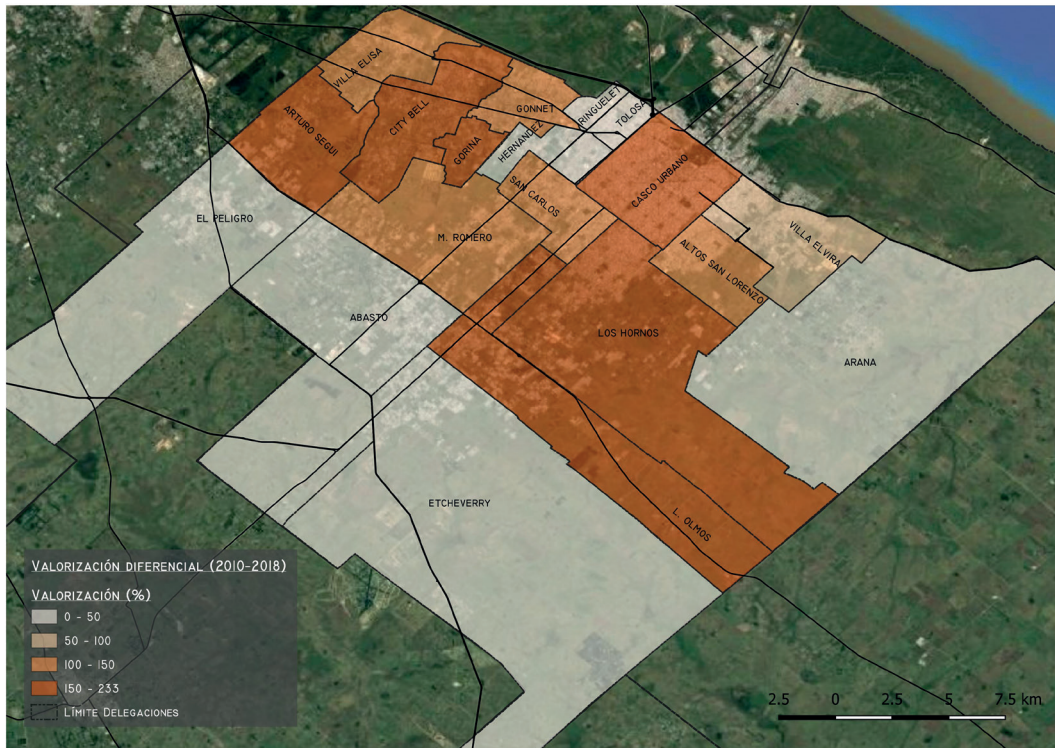 VILLA ELISA
ARTURO SEGUI
CITY BELL
GONNET
RINGUELET
TOLOSA
GORINA
HERNANDEZ
SAN CARLOS
CASCO URBANO
EL PELIGRO
M. ROMERO
ALTOS SAN LORENZO
VILLA ELVIRA
ABASTO
LOS HORNOS
ARANA
ETCHEVERRY
L. OLMOS
VALORIZACIÓN DIFERENCIAL (2010-2018)
VALORIZACIÓN (%)
0 - 50
50 - 100
100 - 150
150 - 233
LÍMITE DELEGACIONES
2.5 0 2.5 5 7.5 km